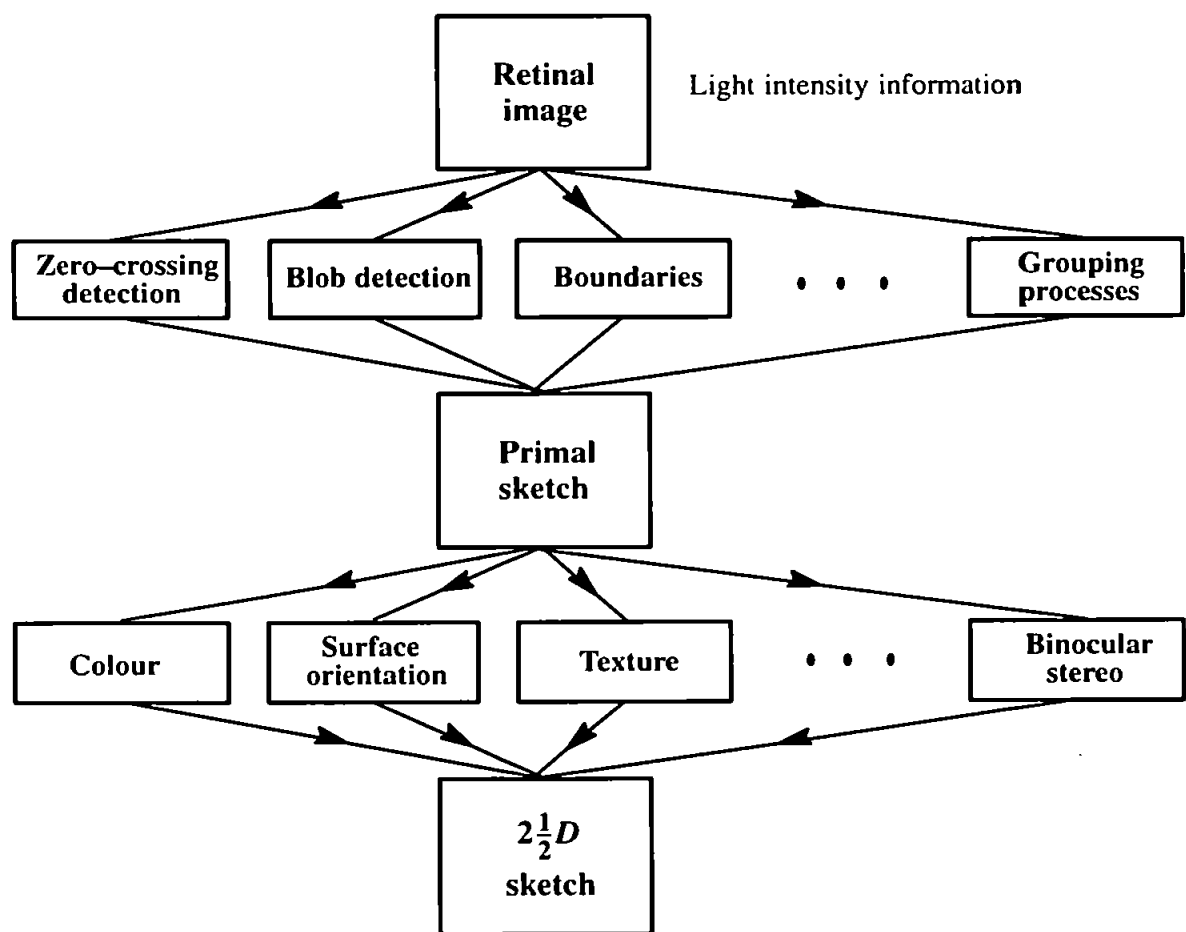 Retinal
image
Light intensity information
Zero–crossing
detection
Blob detection
Boundaries
• • •
Grouping
processes
Primal
sketch
Colour
Surface
orientation
Texture
• • •
Binocular
stereo
2½D
sketch